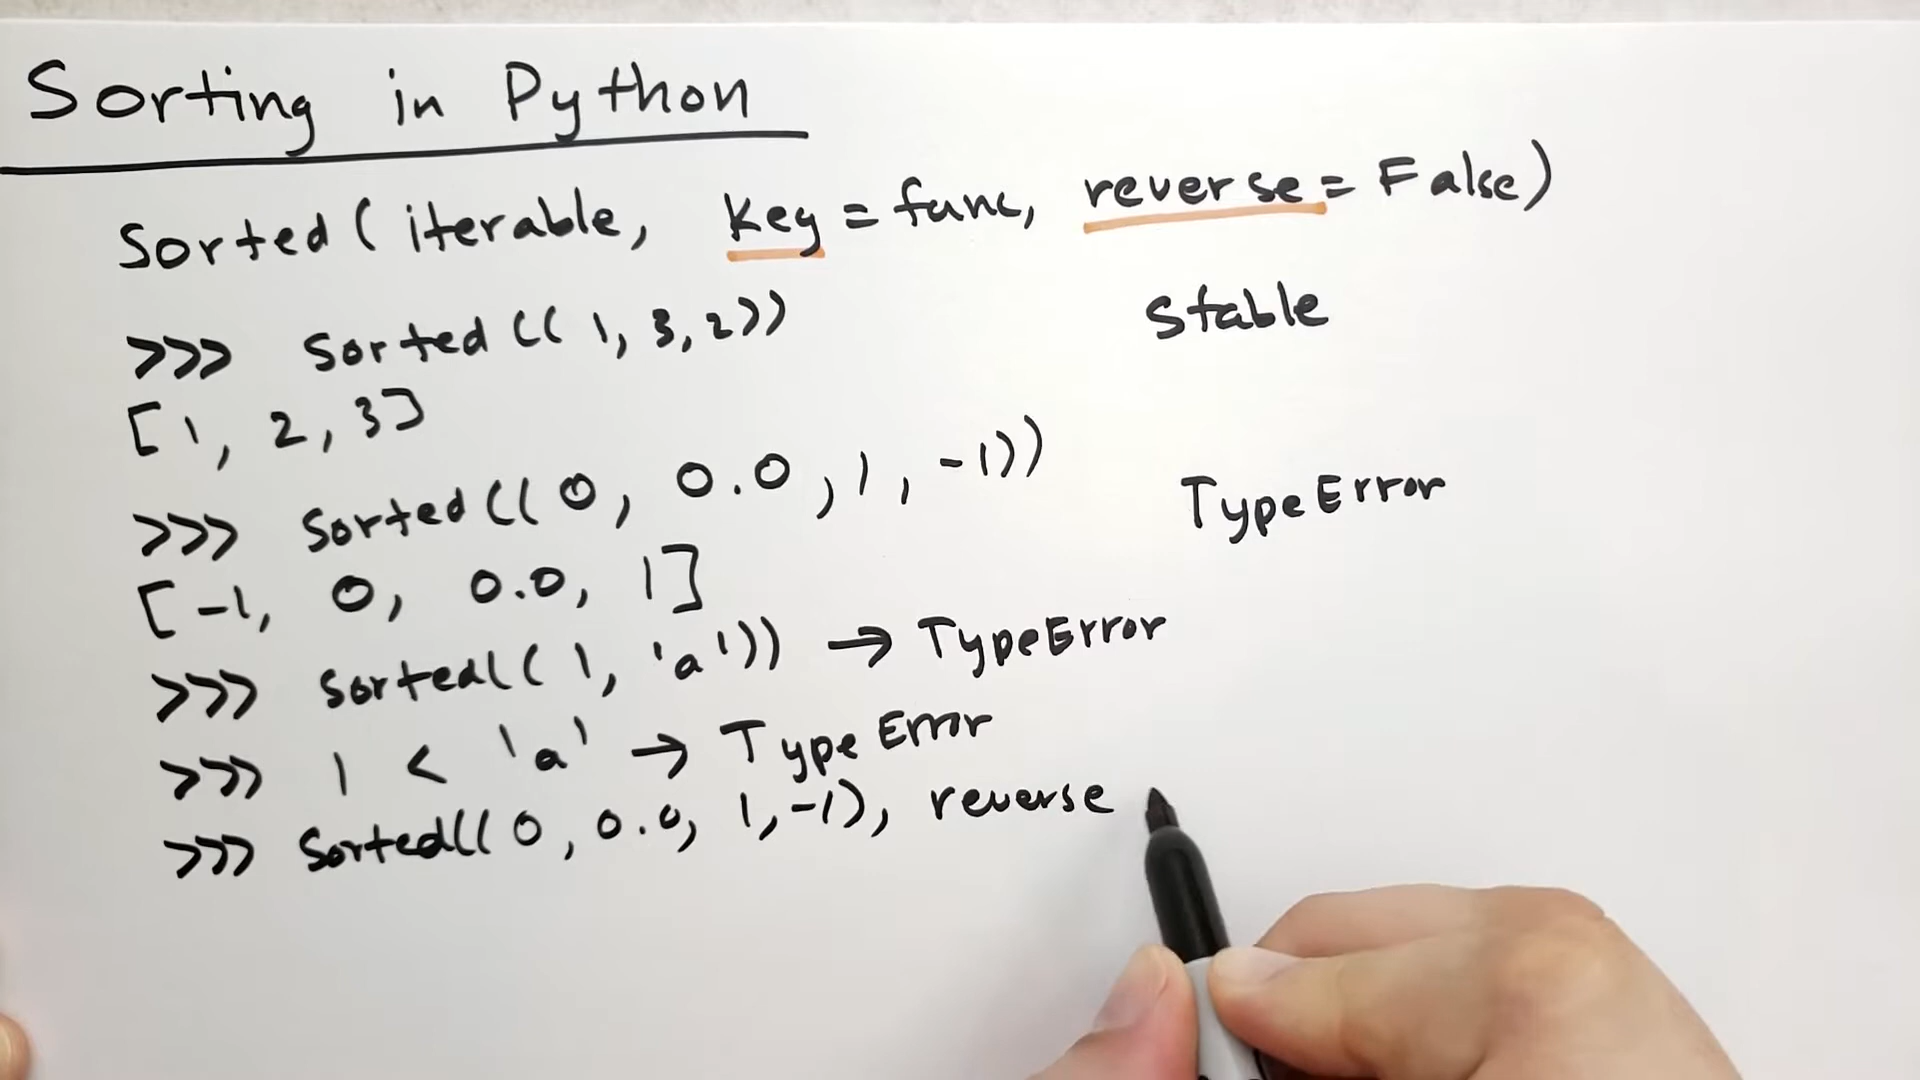 Sorting in Python
Sorted(iterable, key=func, reverse=False)
>>> Sorted((1, 3, 2))
Stable
[1, 2, 3]
>>> Sorted((0, 0.0, 1, -1))
TypeError
[-1, 0, 0.0, 1]
>>> Sorted((1, 'a')) → TypeError
>>> 1 < 'a' → TypeError
>>> Sorted((0, 0.0, 1, -1), reverse